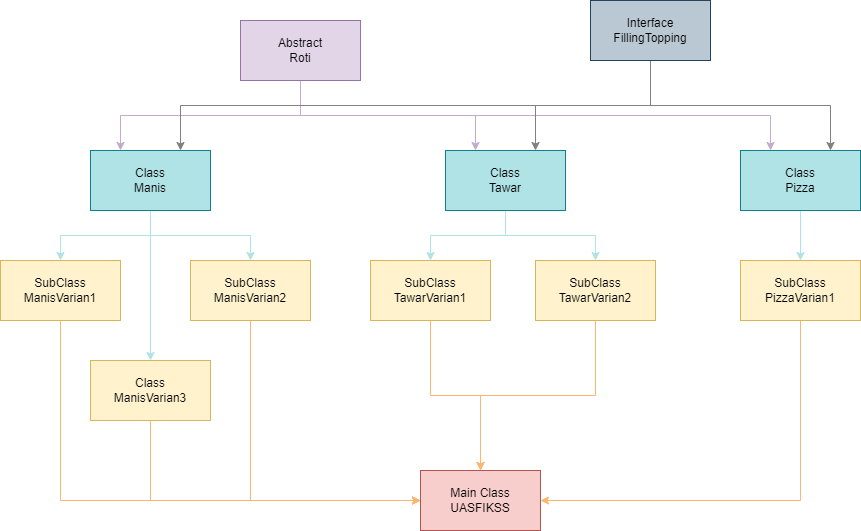 Abstract
Roti
Interface
FillingTopping
Class
Manis
Class
Tawar
Class
Pizza
SubClass
ManisVarian1
SubClass
ManisVarian2
SubClass
TawarVarian1
SubClass
TawarVarian2
SubClass
PizzaVarian1
Class
ManisVarian3
Main Class
UASFIKSS